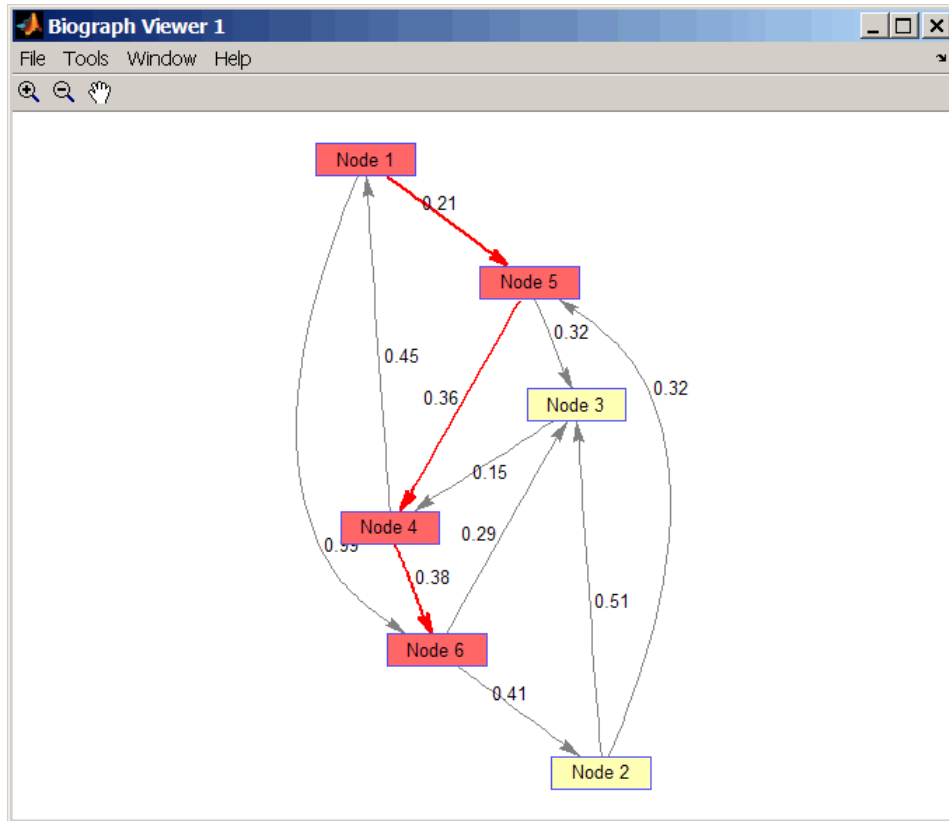 Biograph Viewer 1
File Tools Window Help
Node 1
0.21
Node 5
0.32
0.45
0.32
0.36
Node 3
0.15
Node 4
0.29
0.99
0.38
0.51
Node 6
0.41
Node 2